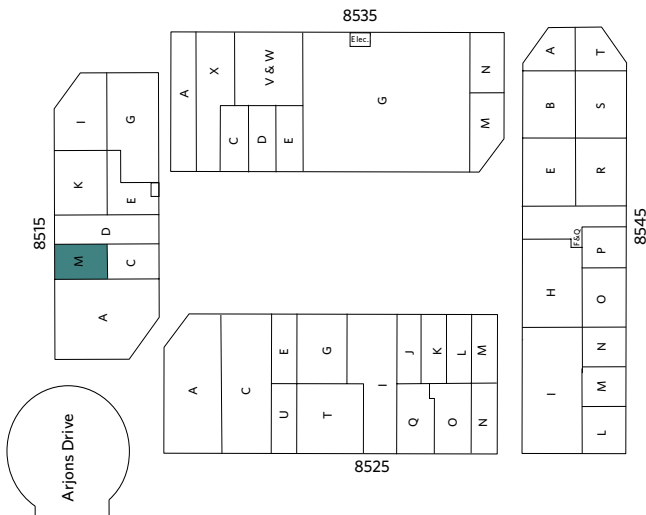 8535
Elec.
A
X
V & W
C
D
E
G
N
M
8515
I
G
K
E
D
M
C
A
8545
A
T
B
S
E
R
F&Q
P
H
O
N
I
M
L
A
C
E
G
I
J
K
L
M
U
T
Q
O
N
8525
Arjons Drive